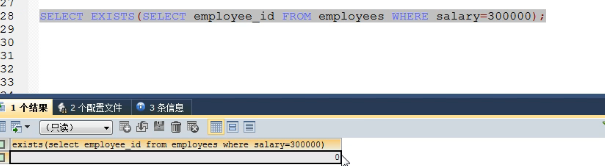 27
28 SELECT EXISTS(SELECT employee_id FROM employees WHERE salary=300000);
29
30
31
32
33
1 个结果 2 个配置文件 3 条信息
(只读)
exists(select employee_id from employees where salary=300000)
0